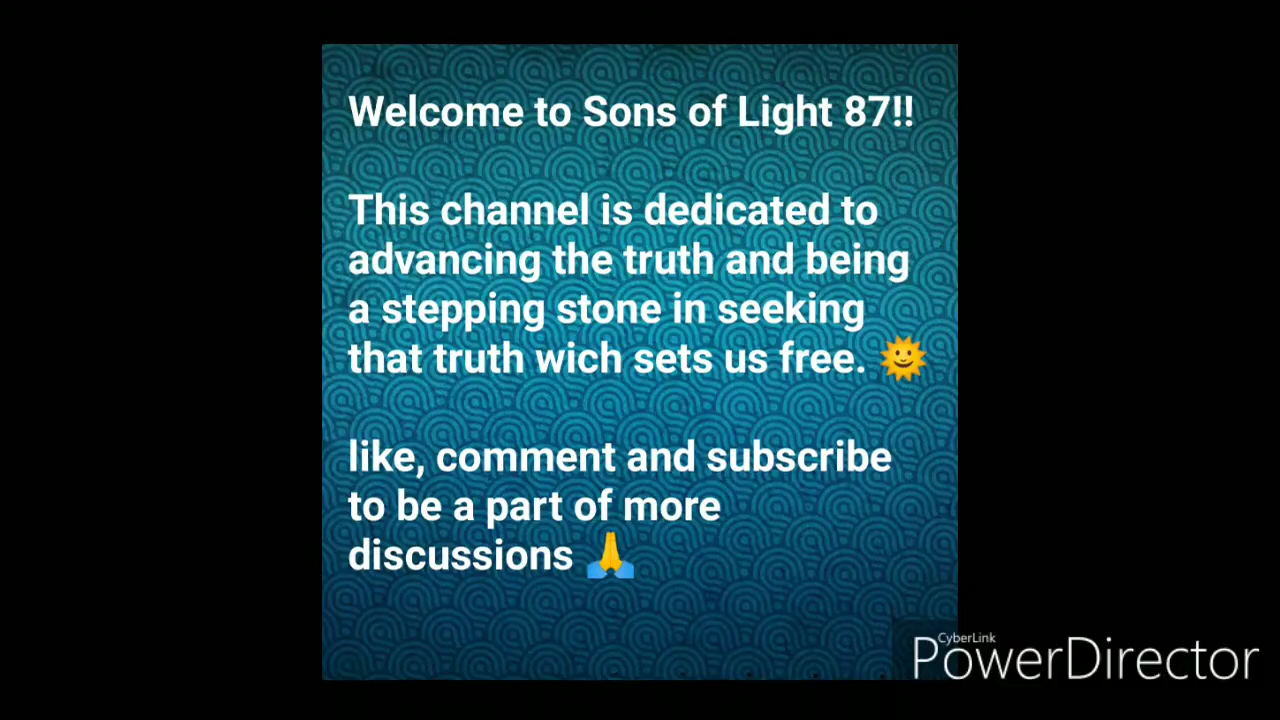 Welcome to Sons of Light 87!!
This channel is dedicated to
advancing the truth and being
a stepping stone in seeking
that truth wich sets us free. 🌞
like, comment and subscribe
to be a part of more
discussions 🙏
CyberLink
PowerDirector